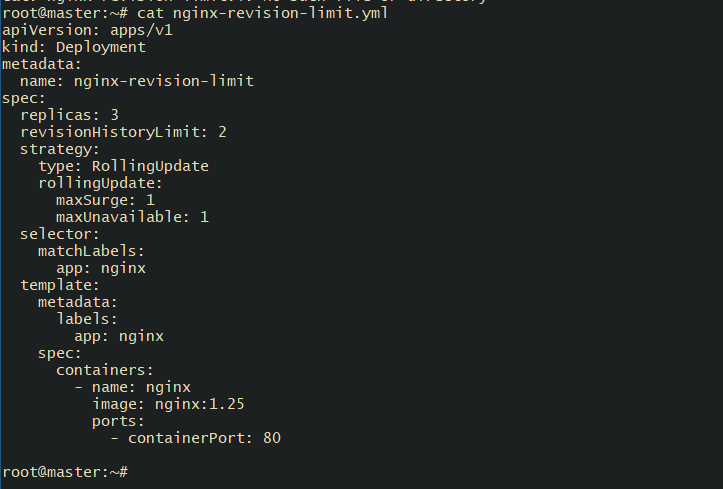 root@master:~# cat nginx-revision-limit.yml
apiVersion: apps/v1
kind: Deployment
metadata:
  name: nginx-revision-limit
spec:
  replicas: 3
  revisionHistoryLimit: 2
  strategy:
    type: RollingUpdate
    rollingUpdate:
      maxSurge: 1
      maxUnavailable: 1
  selector:
    matchLabels:
      app: nginx
  template:
    metadata:
      labels:
        app: nginx
    spec:
      containers:
        - name: nginx
          image: nginx:1.25
          ports:
            - containerPort: 80
root@master:~#